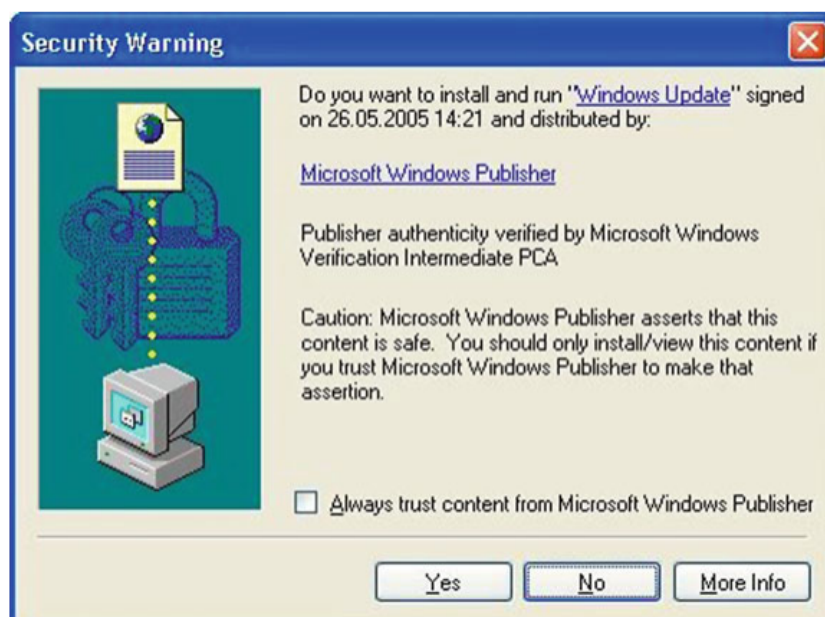 Security Warning
Do you want to install and run "Windows Update" signed
on 26.05.2005 14:21 and distributed by:
Microsoft Windows Publisher
Publisher authenticity verified by Microsoft Windows
Verification Intermediate PCA
Caution: Microsoft Windows Publisher asserts that this
content is safe. You should only install/view this content if
you trust Microsoft Windows Publisher to make that
assertion.
Always trust content from Microsoft Windows Publisher
Yes
No
More Info